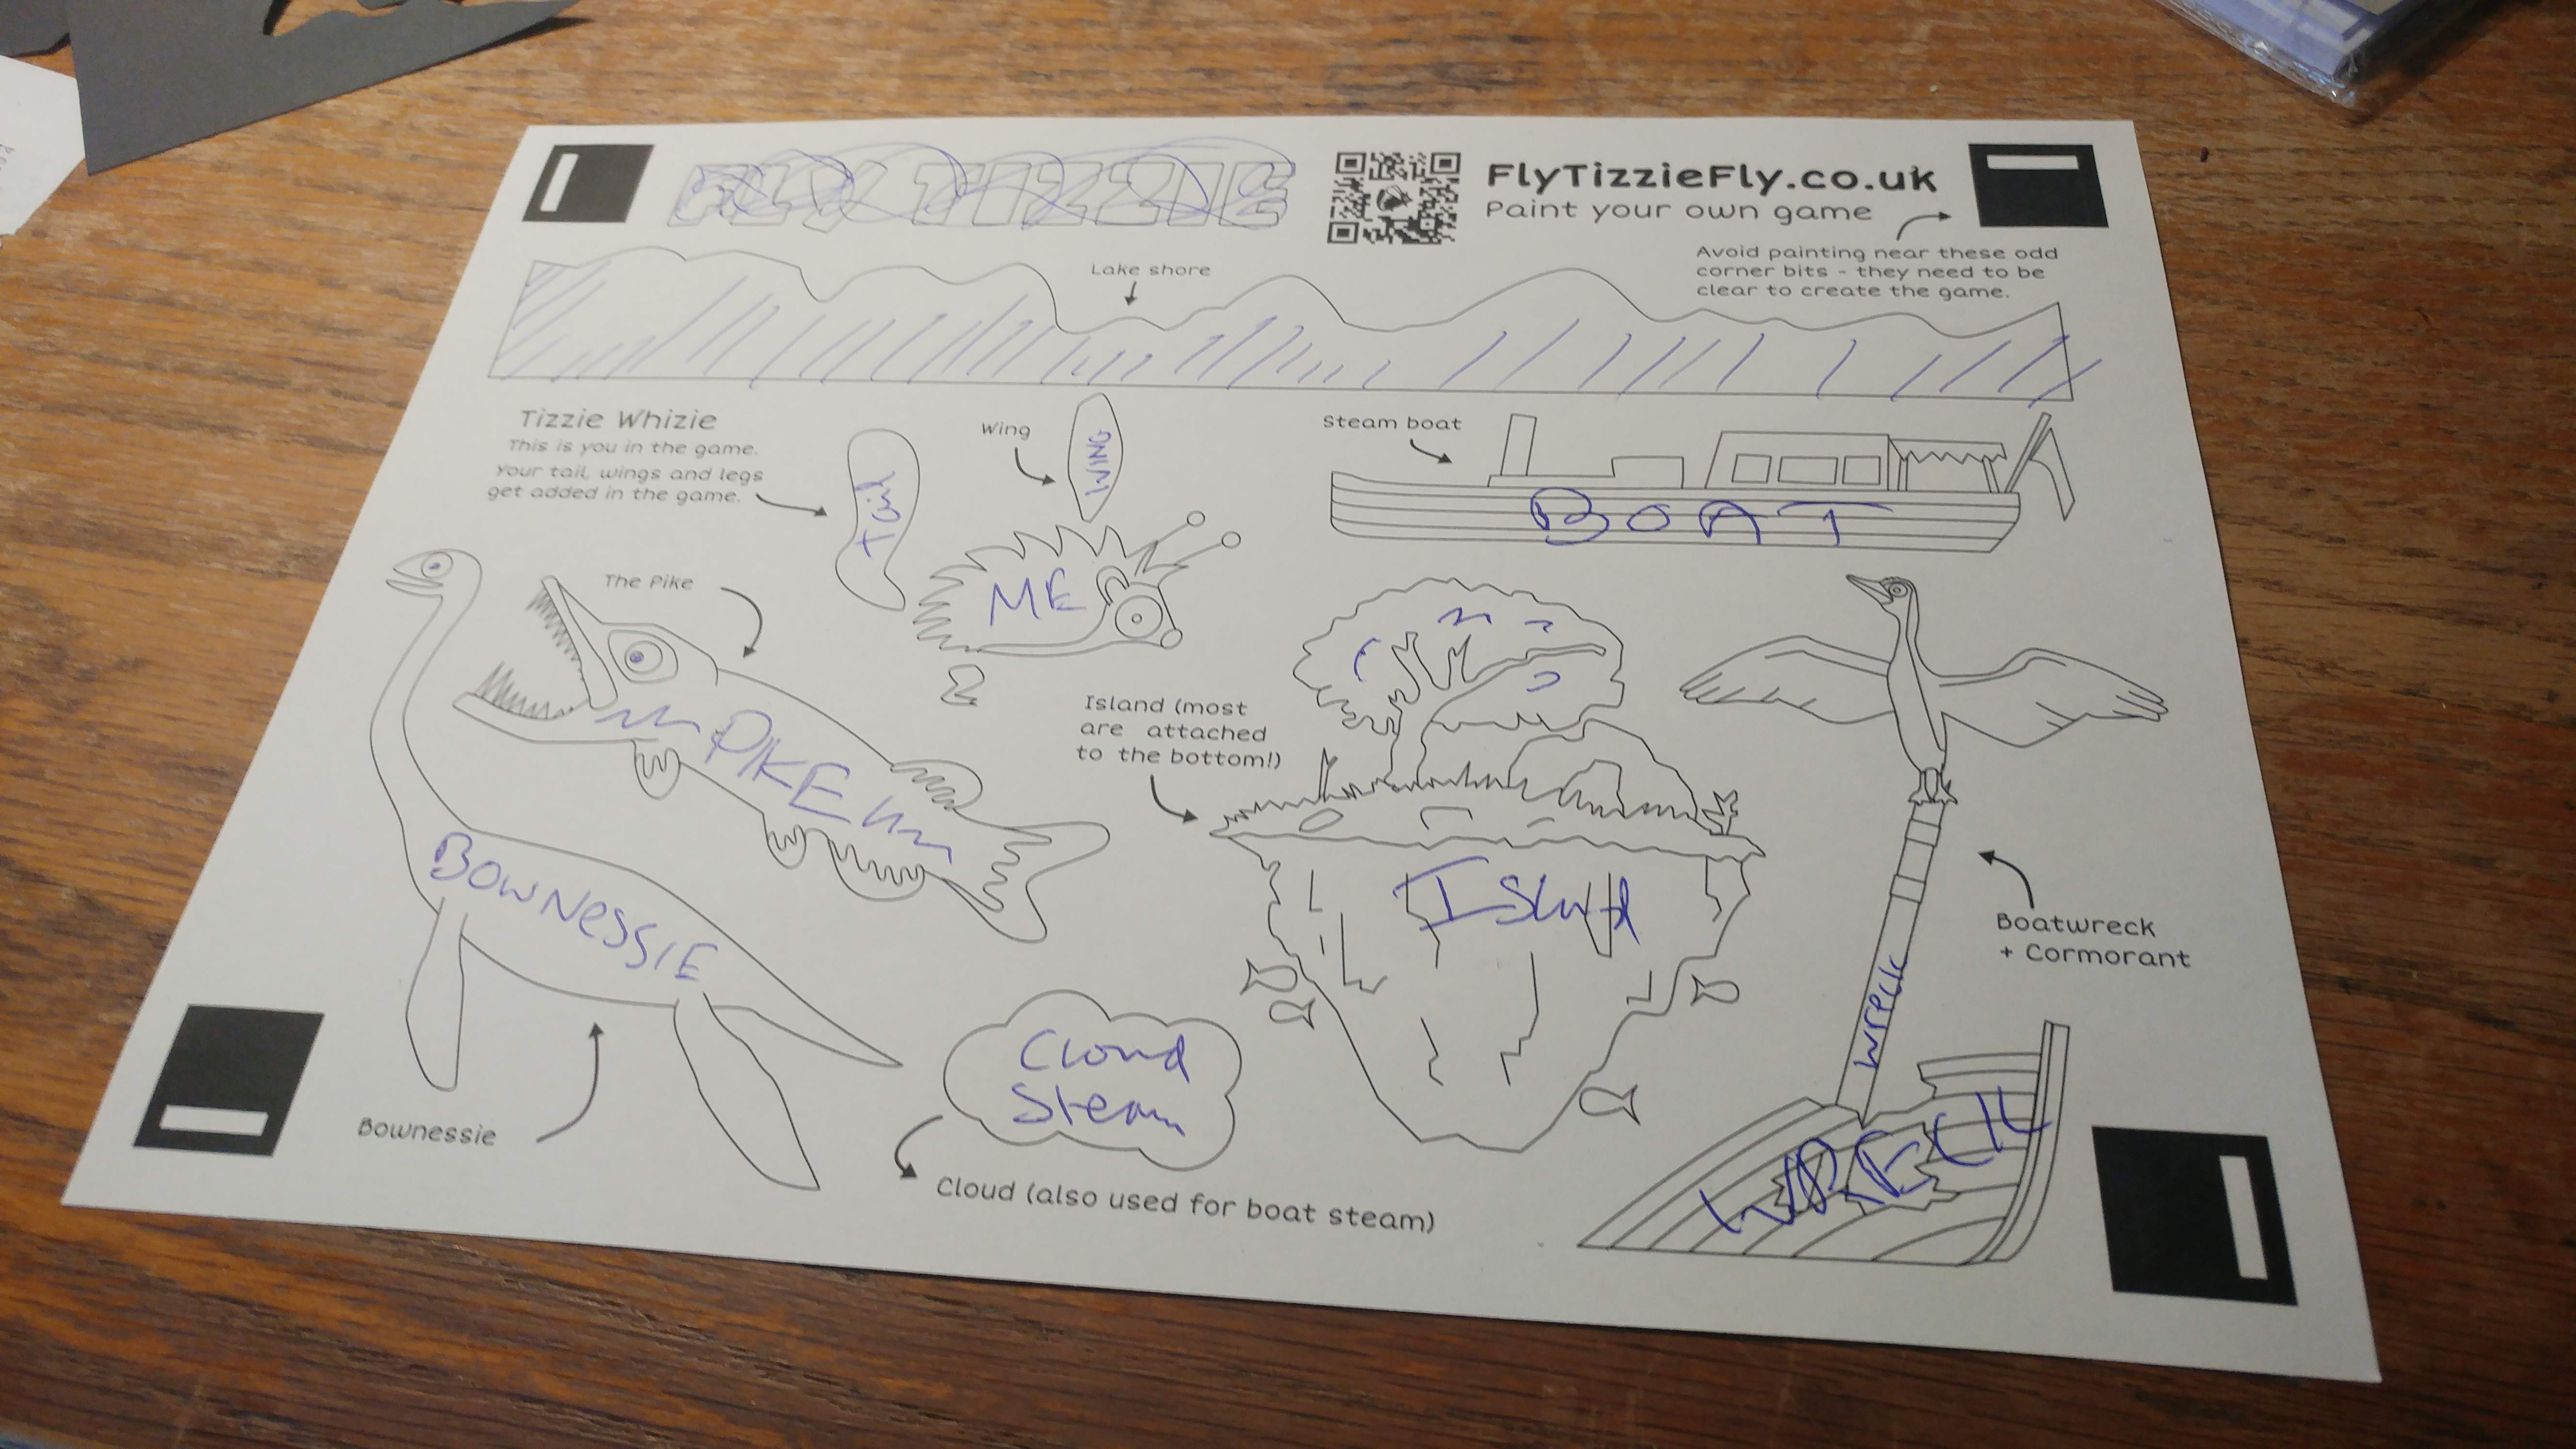 FLY TIZZIE
FlyTizzieFly.co.uk
Paint your own game
Avoid painting near these odd
corner bits - they need to be
clear to create the game.
Lake shore
Tizzie Whizie
This is you in the game.
Your tail, wings and legs
get added in the game.
Tail
Wing
WING
ME
Steam boat
BOAT
The Pike
PIKE
Island (most
are attached
to the bottom!)
Island
Boatwreck
+ Cormorant
wreck
WRECK
BOWNESSIE
Bownessie
Cloud
Steam
Cloud (also used for boat steam)